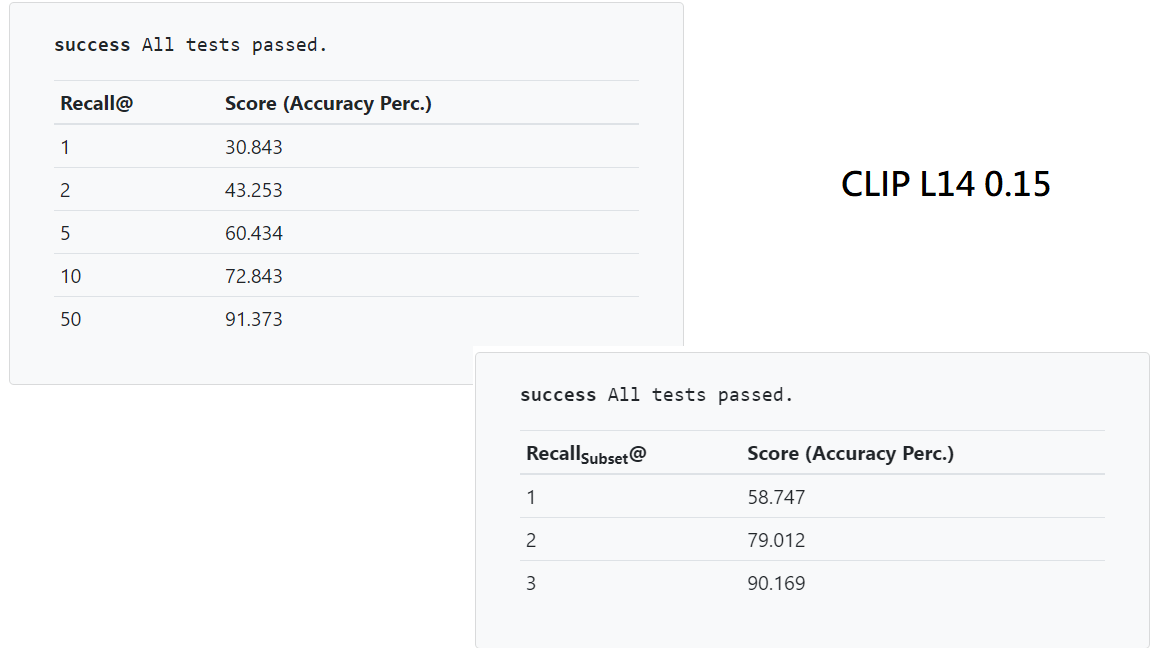 success All tests passed.
Recall@ Score (Accuracy Perc.)
1 30.843
2 43.253
5 60.434
10 72.843
50 91.373
CLIP L14 0.15
success All tests passed.
Recall Subset@ Score (Accuracy Perc.)
1 58.747
2 79.012
3 90.169